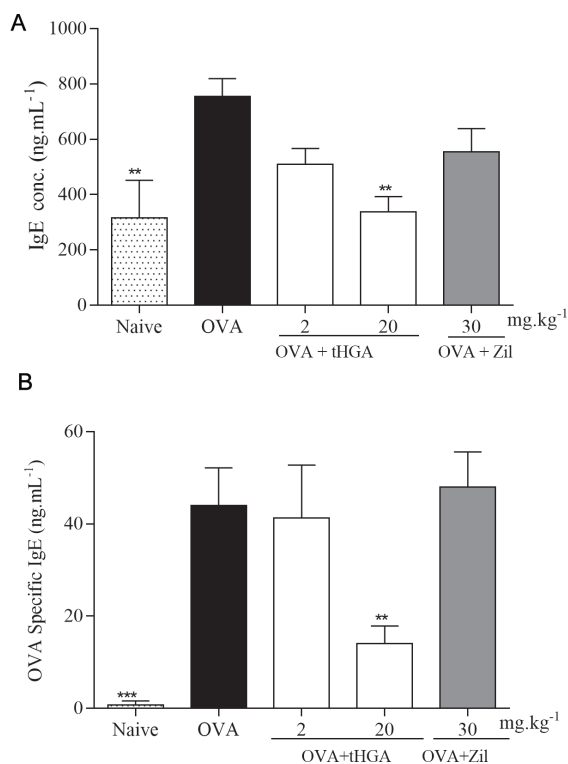 A
IgE conc. (ng.mL⁻¹)
1000
800
600
400
200
0
**
**
Naive OVA 2 20 30 mg.kg⁻¹
OVA + tHGA OVA + Zil
B
OVA Specific IgE (ng.mL⁻¹)
60
40
20
0
***
**
Naive OVA 2 20 30 mg.kg⁻¹
OVA+tHGA OVA+Zil